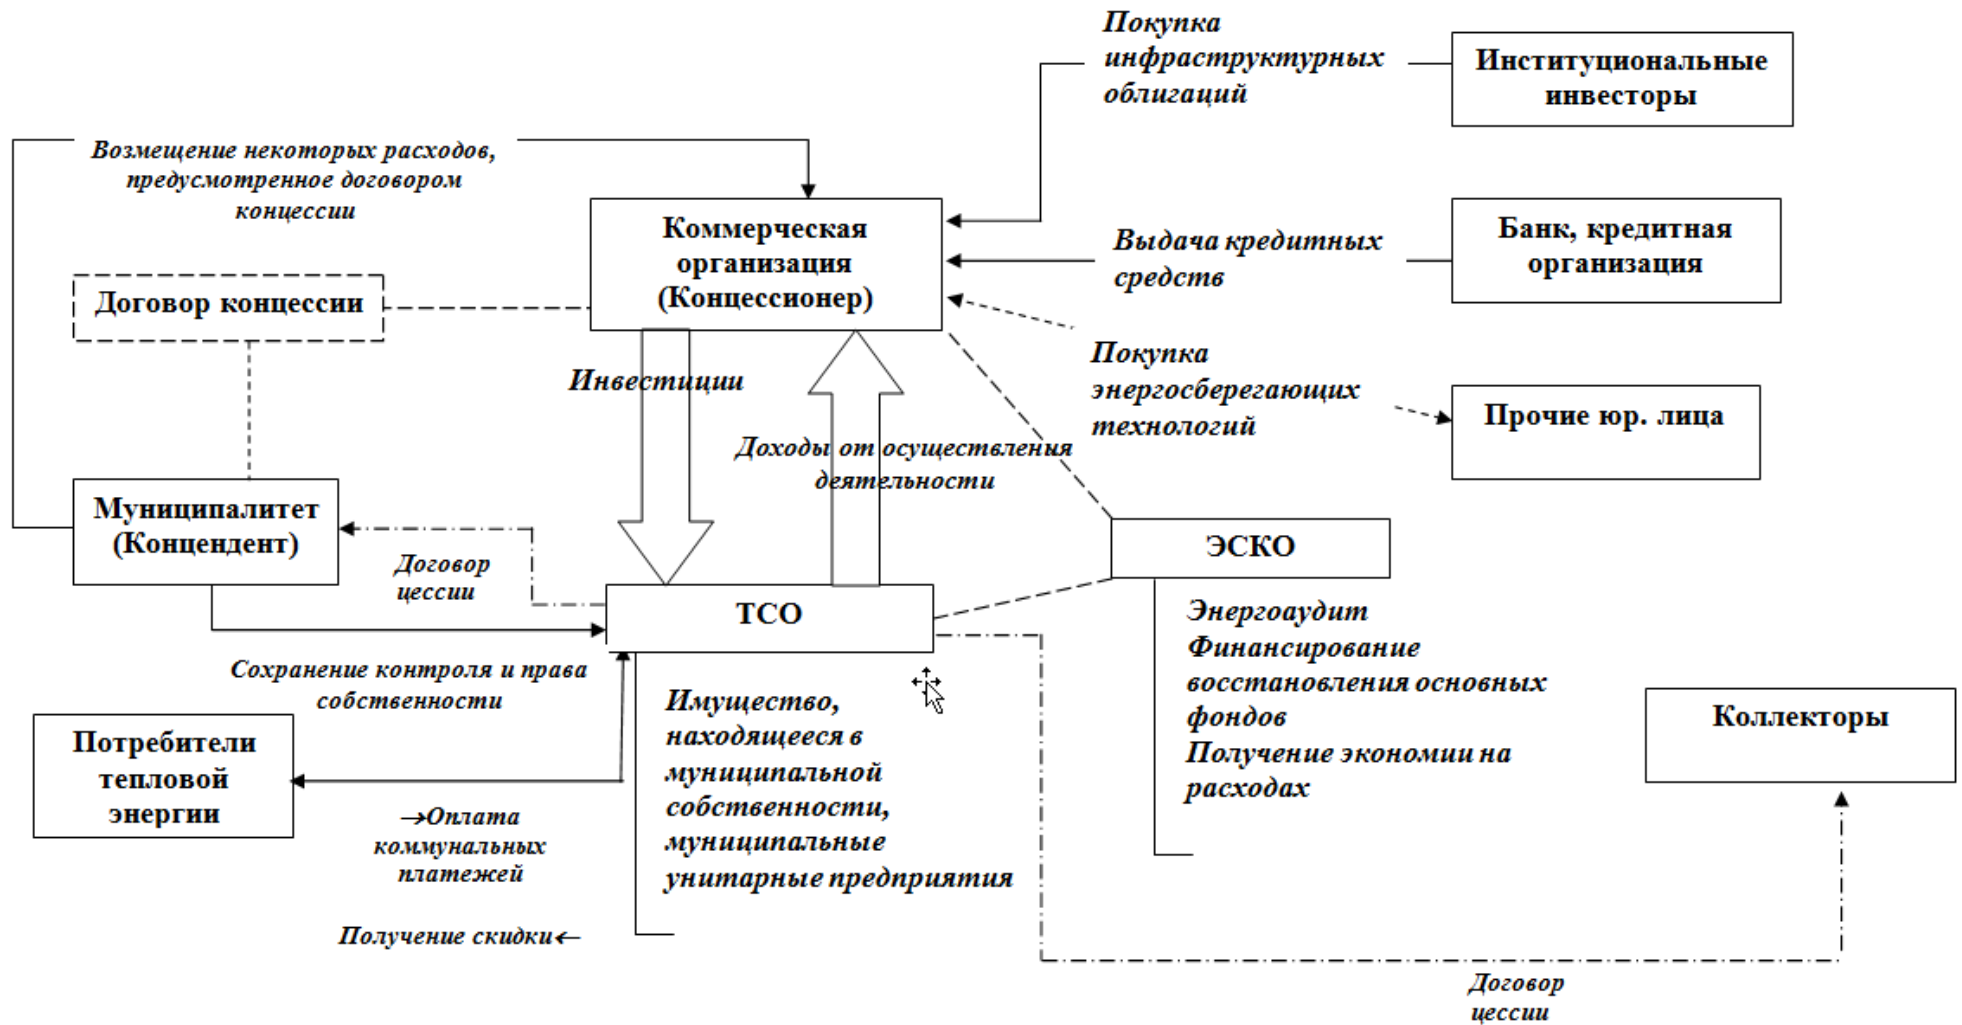 Покупка
инфраструктурных
облигаций
Институциональные
инвесторы
Возмещение некоторых расходов,
предусмотренное договором
концессии
Коммерческая
организация
(Концессионер)
Выдача кредитных
средств
Банк, кредитная
организация
Договор концессии
Инвестиции
Покупка
энергосберегающих
технологий
Прочие юр. лица
Доходы от осуществления
деятельности
Муниципалитет
(Концендент)
Договор
цессии
ЭСКО
ТСО
Энергоаудит
Финансирование
восстановления основных
фондов
Получение экономии на
расходах
Сохранение контроля и права
собственности
Имущество,
находящееся в
муниципальной
собственности,
муниципальные
унитарные предприятия
Коллекторы
Потребители
тепловой
энергии
→Оплата
коммунальных
платежей
Получение скидки←
Договор
цессии